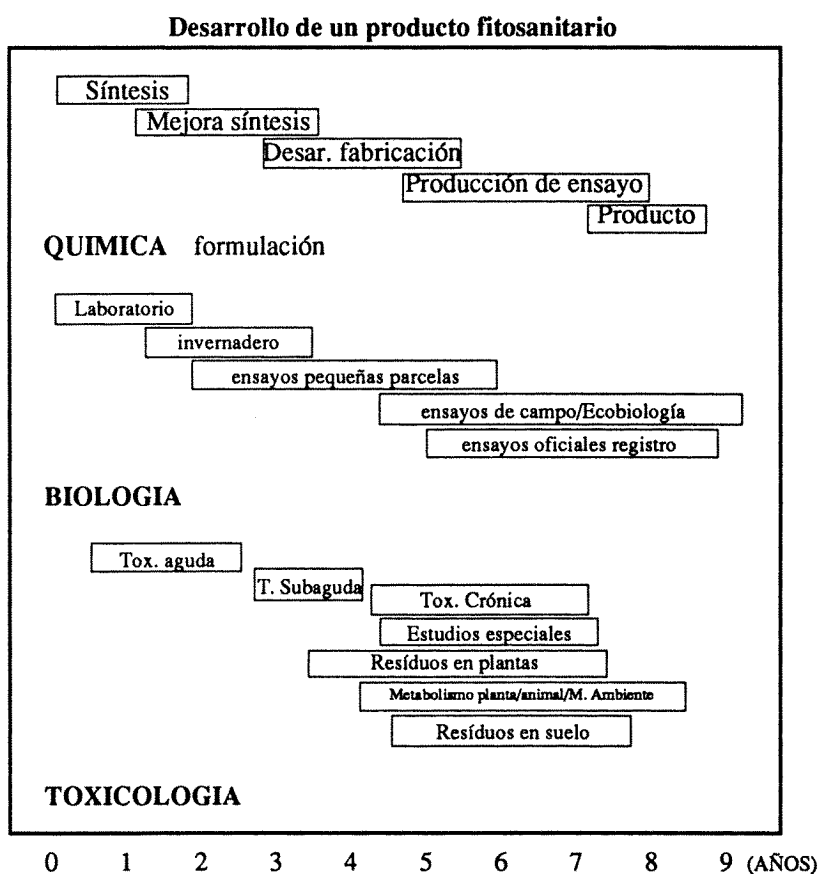 Desarrollo de un producto fitosanitario
Síntesis
Mejora síntesis
Desar. fabricación
Producción de ensayo
Producto
QUIMICA formulación
Laboratorio
invernadero
ensayos pequeñas parcelas
ensayos de campo/Ecobiología
ensayos oficiales registro
BIOLOGIA
Tox. aguda
T. Subaguda
Tox. Crónica
Estudios especiales
Resíduos en plantas
Metabolismo planta/animal/M. Ambiente
Resíduos en suelo
TOXICOLOGIA
0 1 2 3 4 5 6 7 8 9 (AÑOS)